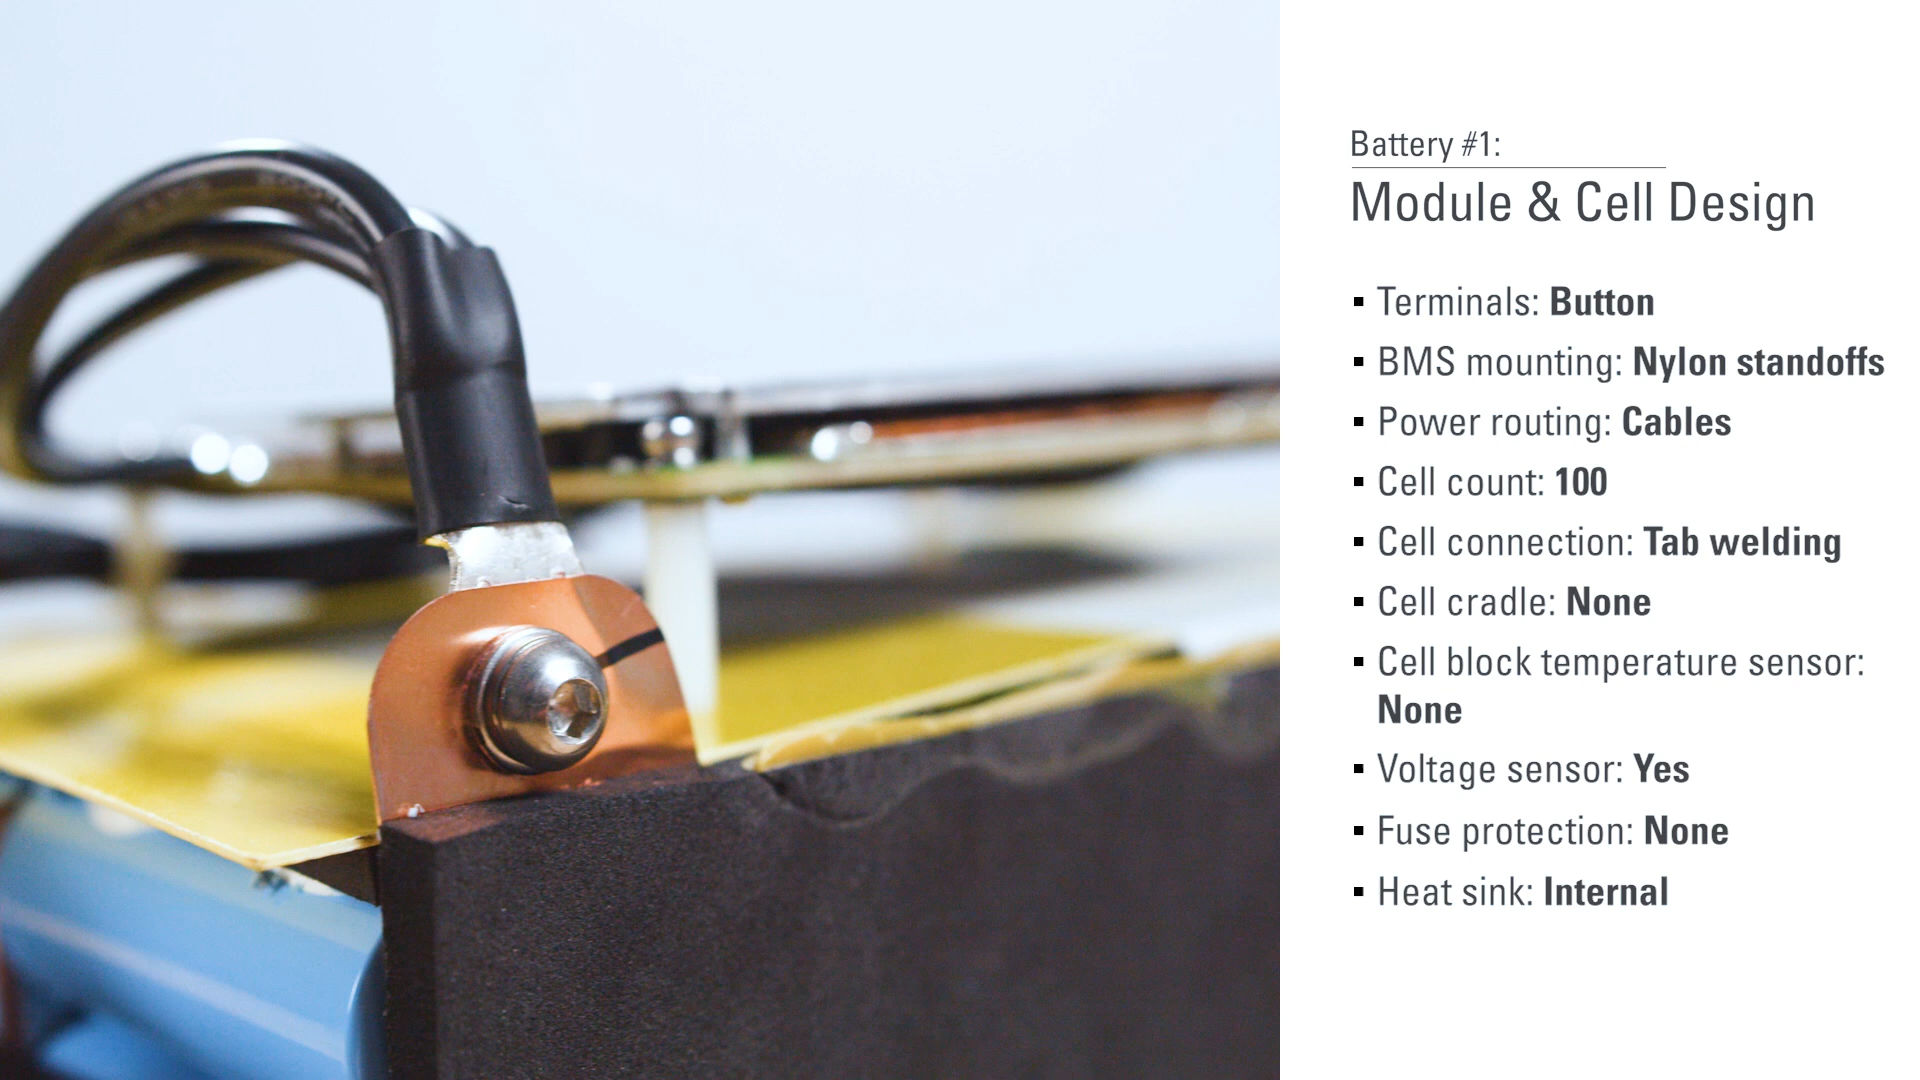 Battery #1:
Module & Cell Design
▪ Terminals: Button
▪ BMS mounting: Nylon standoffs
▪ Power routing: Cables
▪ Cell count: 100
▪ Cell connection: Tab welding
▪ Cell cradle: None
▪ Cell block temperature sensor:
None
▪ Voltage sensor: Yes
▪ Fuse protection: None
▪ Heat sink: Internal